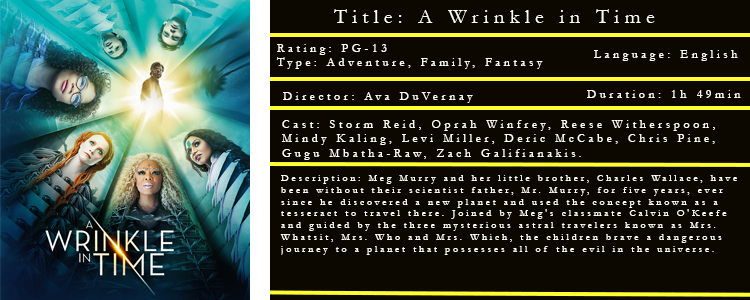 A
WRINKLE
IN TIME
Title: A Wrinkle in Time
Rating: PG-13
Type: Adventure, Family, Fantasy
Language: English
Director: Ava DuVernay
Duration: 1h 49min
Cast: Storm Reid, Oprah Winfrey, Reese Witherspoon,
Mindy Kaling, Levi Miller, Deric McCabe, Chris Pine,
Gugu Mbatha-Raw, Zach Galifianakis.
Description: Meg Murry and her little brother, Charles Wallace, have
been without their scientist father, Mr. Murry, for five years, ever
since he discovered a new planet and used the concept known as a
tesseract to travel there. Joined by Meg's classmate Calvin O'Keefe
and guided by the three mysterious astral travelers known as Mrs.
Whatsit, Mrs. Who and Mrs. Which, the children brave a dangerous
journey to a planet that possesses all of the evil in the universe.